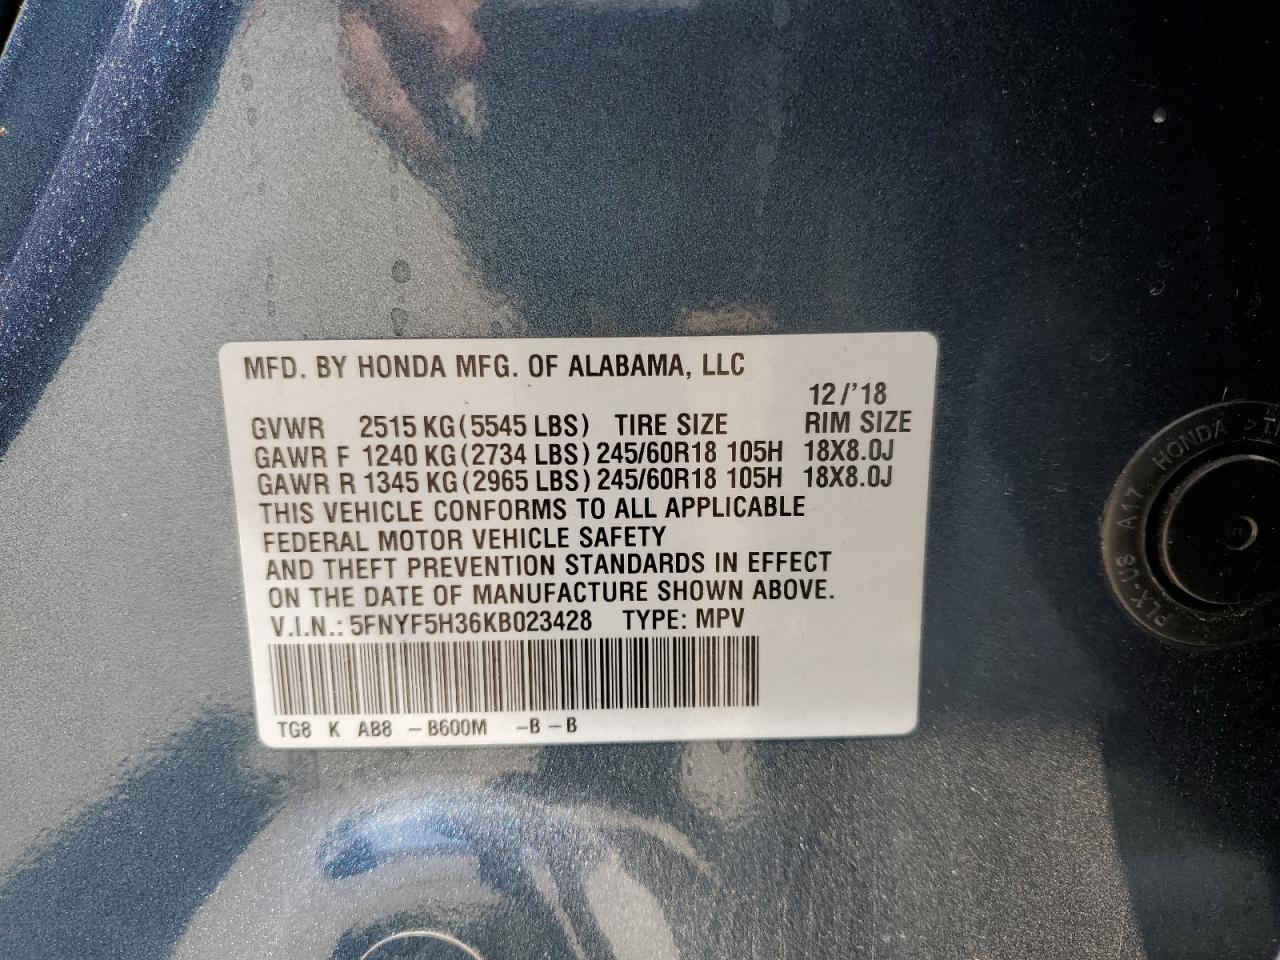 MFD. BY HONDA MFG. OF ALABAMA, LLC
12/'18
GVWR 2515 KG (5545 LBS) TIRE SIZE RIM SIZE
GAWR F 1240 KG (2734 LBS) 245/60R18 105H 18X8.0J
GAWR R 1345 KG (2965 LBS) 245/60R18 105H 18X8.0J
THIS VEHICLE CONFORMS TO ALL APPLICABLE
FEDERAL MOTOR VEHICLE SAFETY
AND THEFT PREVENTION STANDARDS IN EFFECT
ON THE DATE OF MANUFACTURE SHOWN ABOVE.
V.I.N.: 5FNYF5H36KB023428 TYPE: MPV
TG8 K AB8 -B600M -B-B
A17 HONDA